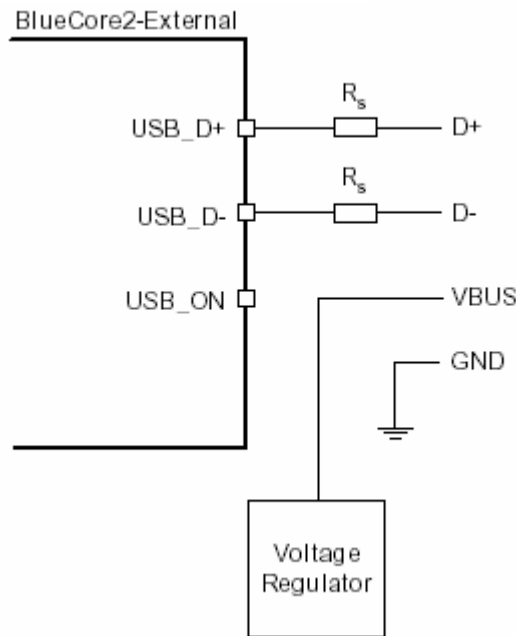 BlueCore2-External
Rs
USB_D+
D+
Rs
USB_D-
D-
USB_ON
VBUS
GND
Voltage
Regulator